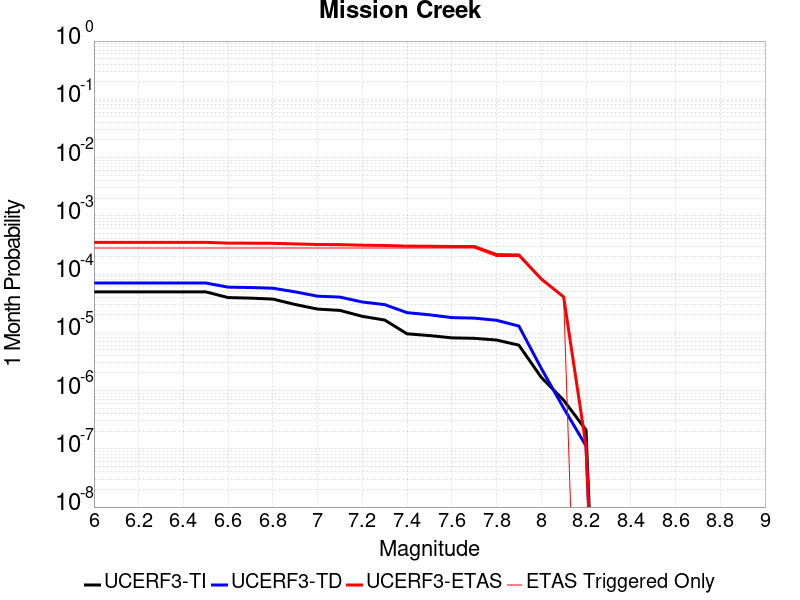 Mission Creek
10 0
10 -1
10 -2
10 -3
10 -4
10 -5
10 -6
10 -7
10 -8
1 Month Probability
6 6.2 6.4 6.6 6.8 7 7.2 7.4 7.6 7.8 8 8.2 8.4 8.6 8.8 9
Magnitude
UCERF3-TI UCERF3-TD UCERF3-ETAS ETAS Triggered Only